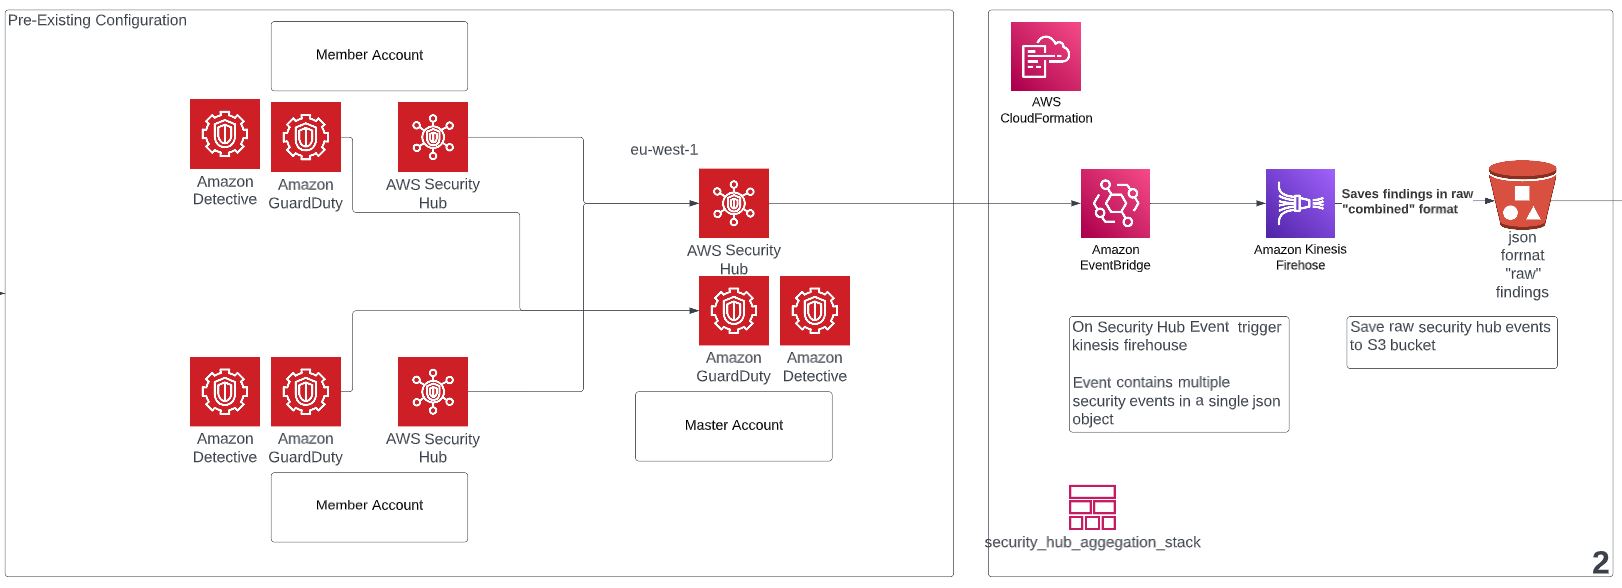 Pre-Existing Configuration
Member Account
Amazon
Detective
Amazon
GuardDuty
AWS Security
Hub
eu-west-1
AWS Security
Hub
Amazon
GuardDuty
Amazon
Detective
Master Account
Amazon
Detective
Amazon
GuardDuty
AWS Security
Hub
Member Account
AWS
CloudFormation
Amazon
EventBridge
Amazon Kinesis
Firehose
Saves findings in raw
"combined" format
json
format
"raw"
findings
On Security Hub Event trigger
kinesis firehouse
Event contains multiple
security events in a single json
object
Save raw security hub events
to S3 bucket
security_hub_aggegation_stack
2